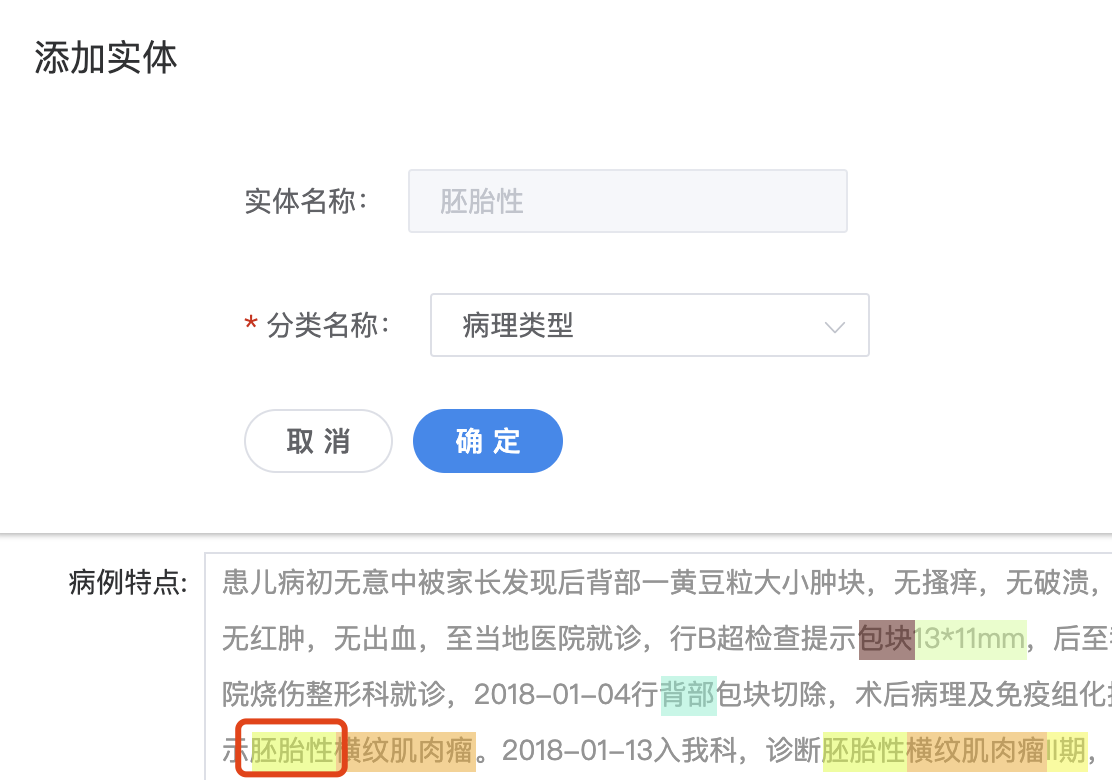 添加实体
实体名称：
胚胎性
* 分类名称：
病理类型
取 消
确 定
病例特点:
患儿病初无意中被家长发现后背部一黄豆粒大小肿块，无搔痒，无破溃，
无红肿，无出血，至当地医院就诊，行B超检查提示包块13*11mm，后至
院烧伤整形科就诊，2018-01-04行背部包块切除，术后病理及免疫组化
示胚胎性横纹肌肉瘤。2018-01-13入我科，诊断胚胎性横纹肌肉瘤II期，